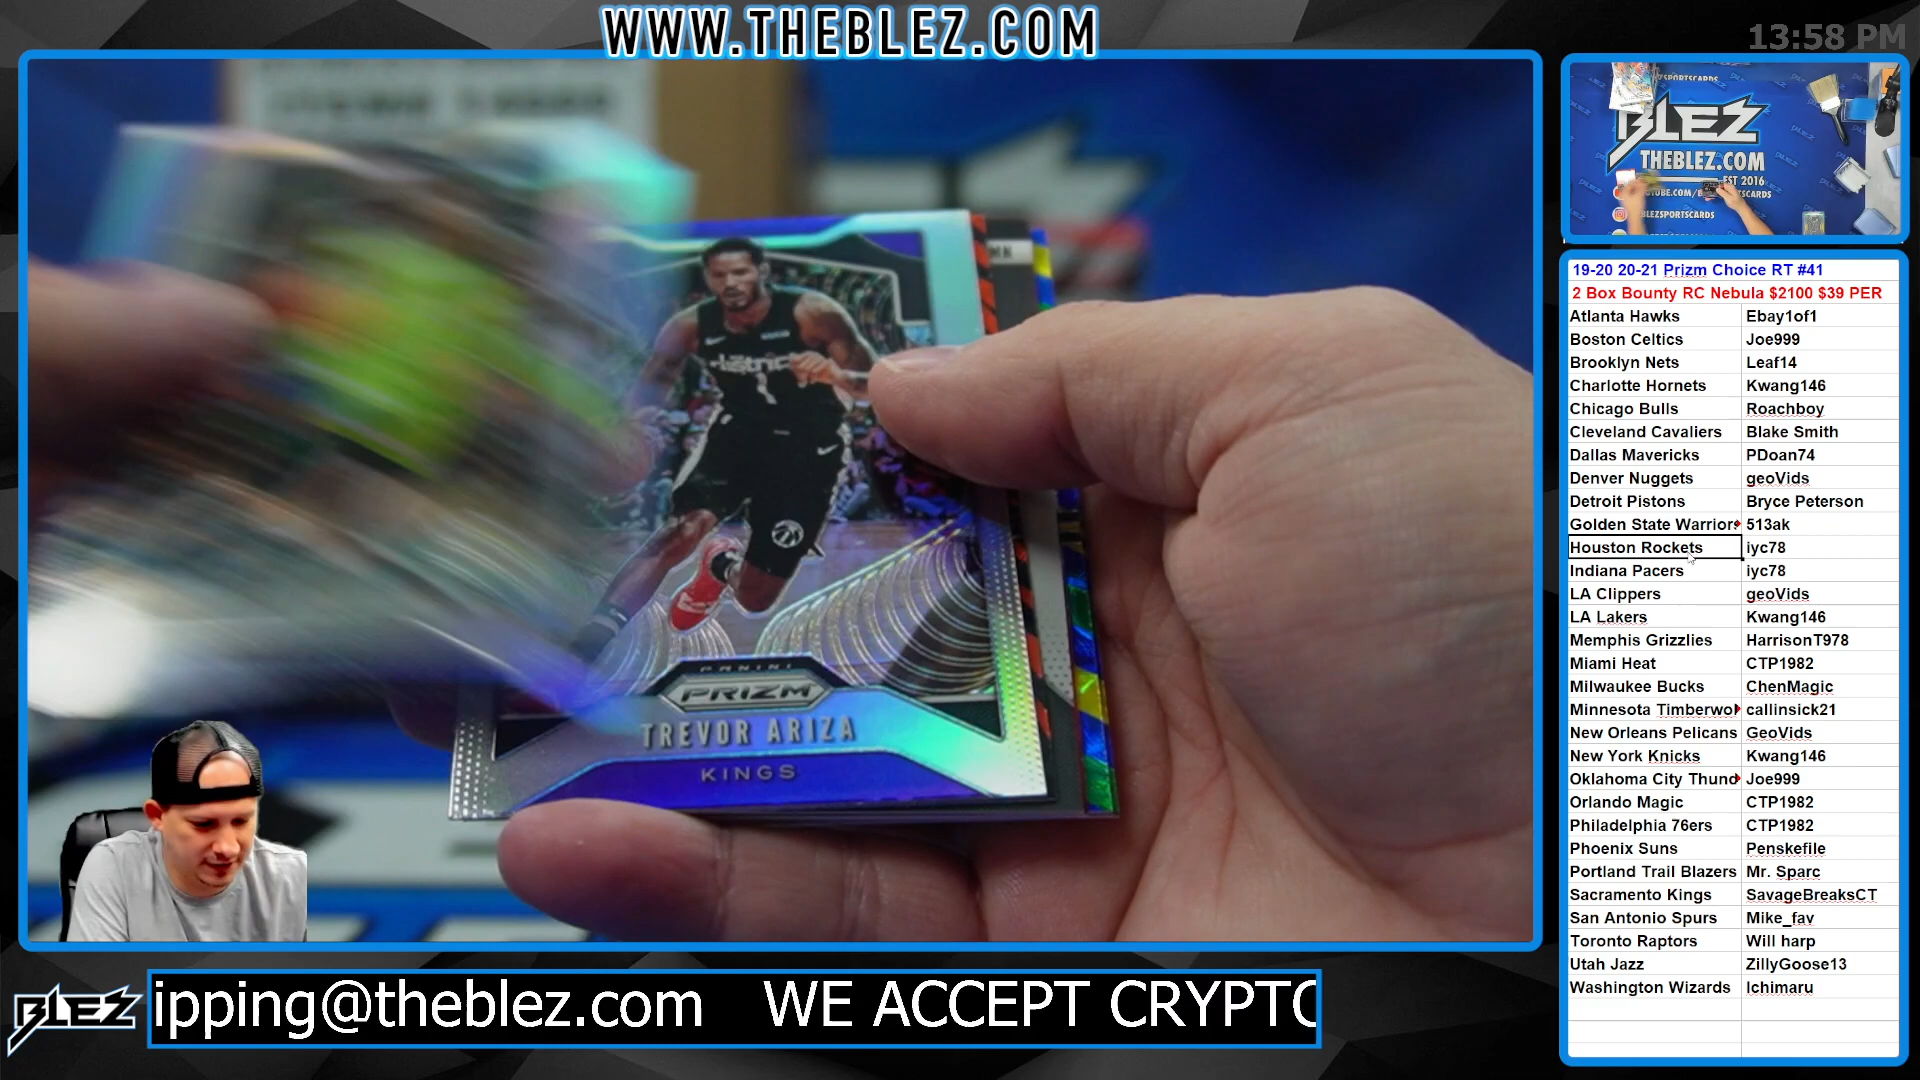 WWW.THEBLEZ.COM
13:58 PM
BLEZ
THEBLEZ.COM
EST 2016
BLEZSPORTSCARDS
19-20 20-21 Prizm Choice RT #41
2 Box Bounty RC Nebula $2100 $39 PER
Atlanta Hawks Ebay1of1
Boston Celtics Joe999
Brooklyn Nets Leaf14
Charlotte Hornets Kwang146
Chicago Bulls Roachboy
Cleveland Cavaliers Blake Smith
Dallas Mavericks PDoan74
Denver Nuggets geoVids
Detroit Pistons Bryce Peterson
Golden State Warrior 513ak
Houston Rockets iyc78
Indiana Pacers iyc78
LA Clippers geoVids
LA Lakers Kwang146
Memphis Grizzlies HarrisonT978
Miami Heat CTP1982
Milwaukee Bucks ChenMagic
Minnesota Timberwol callinsick21
New Orleans Pelicans GeoVids
New York Knicks Kwang146
Oklahoma City Thund Joe999
Orlando Magic CTP1982
Philadelphia 76ers CTP1982
Phoenix Suns Penskefile
Portland Trail Blazers Mr. Sparc
Sacramento Kings SavageBreaksCT
San Antonio Spurs Mike_fav
Toronto Raptors Will harp
Utah Jazz ZillyGoose13
Washington Wizards Ichimaru
district
1
PANINI
PRIZM
TREVOR ARIZA
KINGS
BLEZ
ipping@theblez.com WE ACCEPT CRYPTO